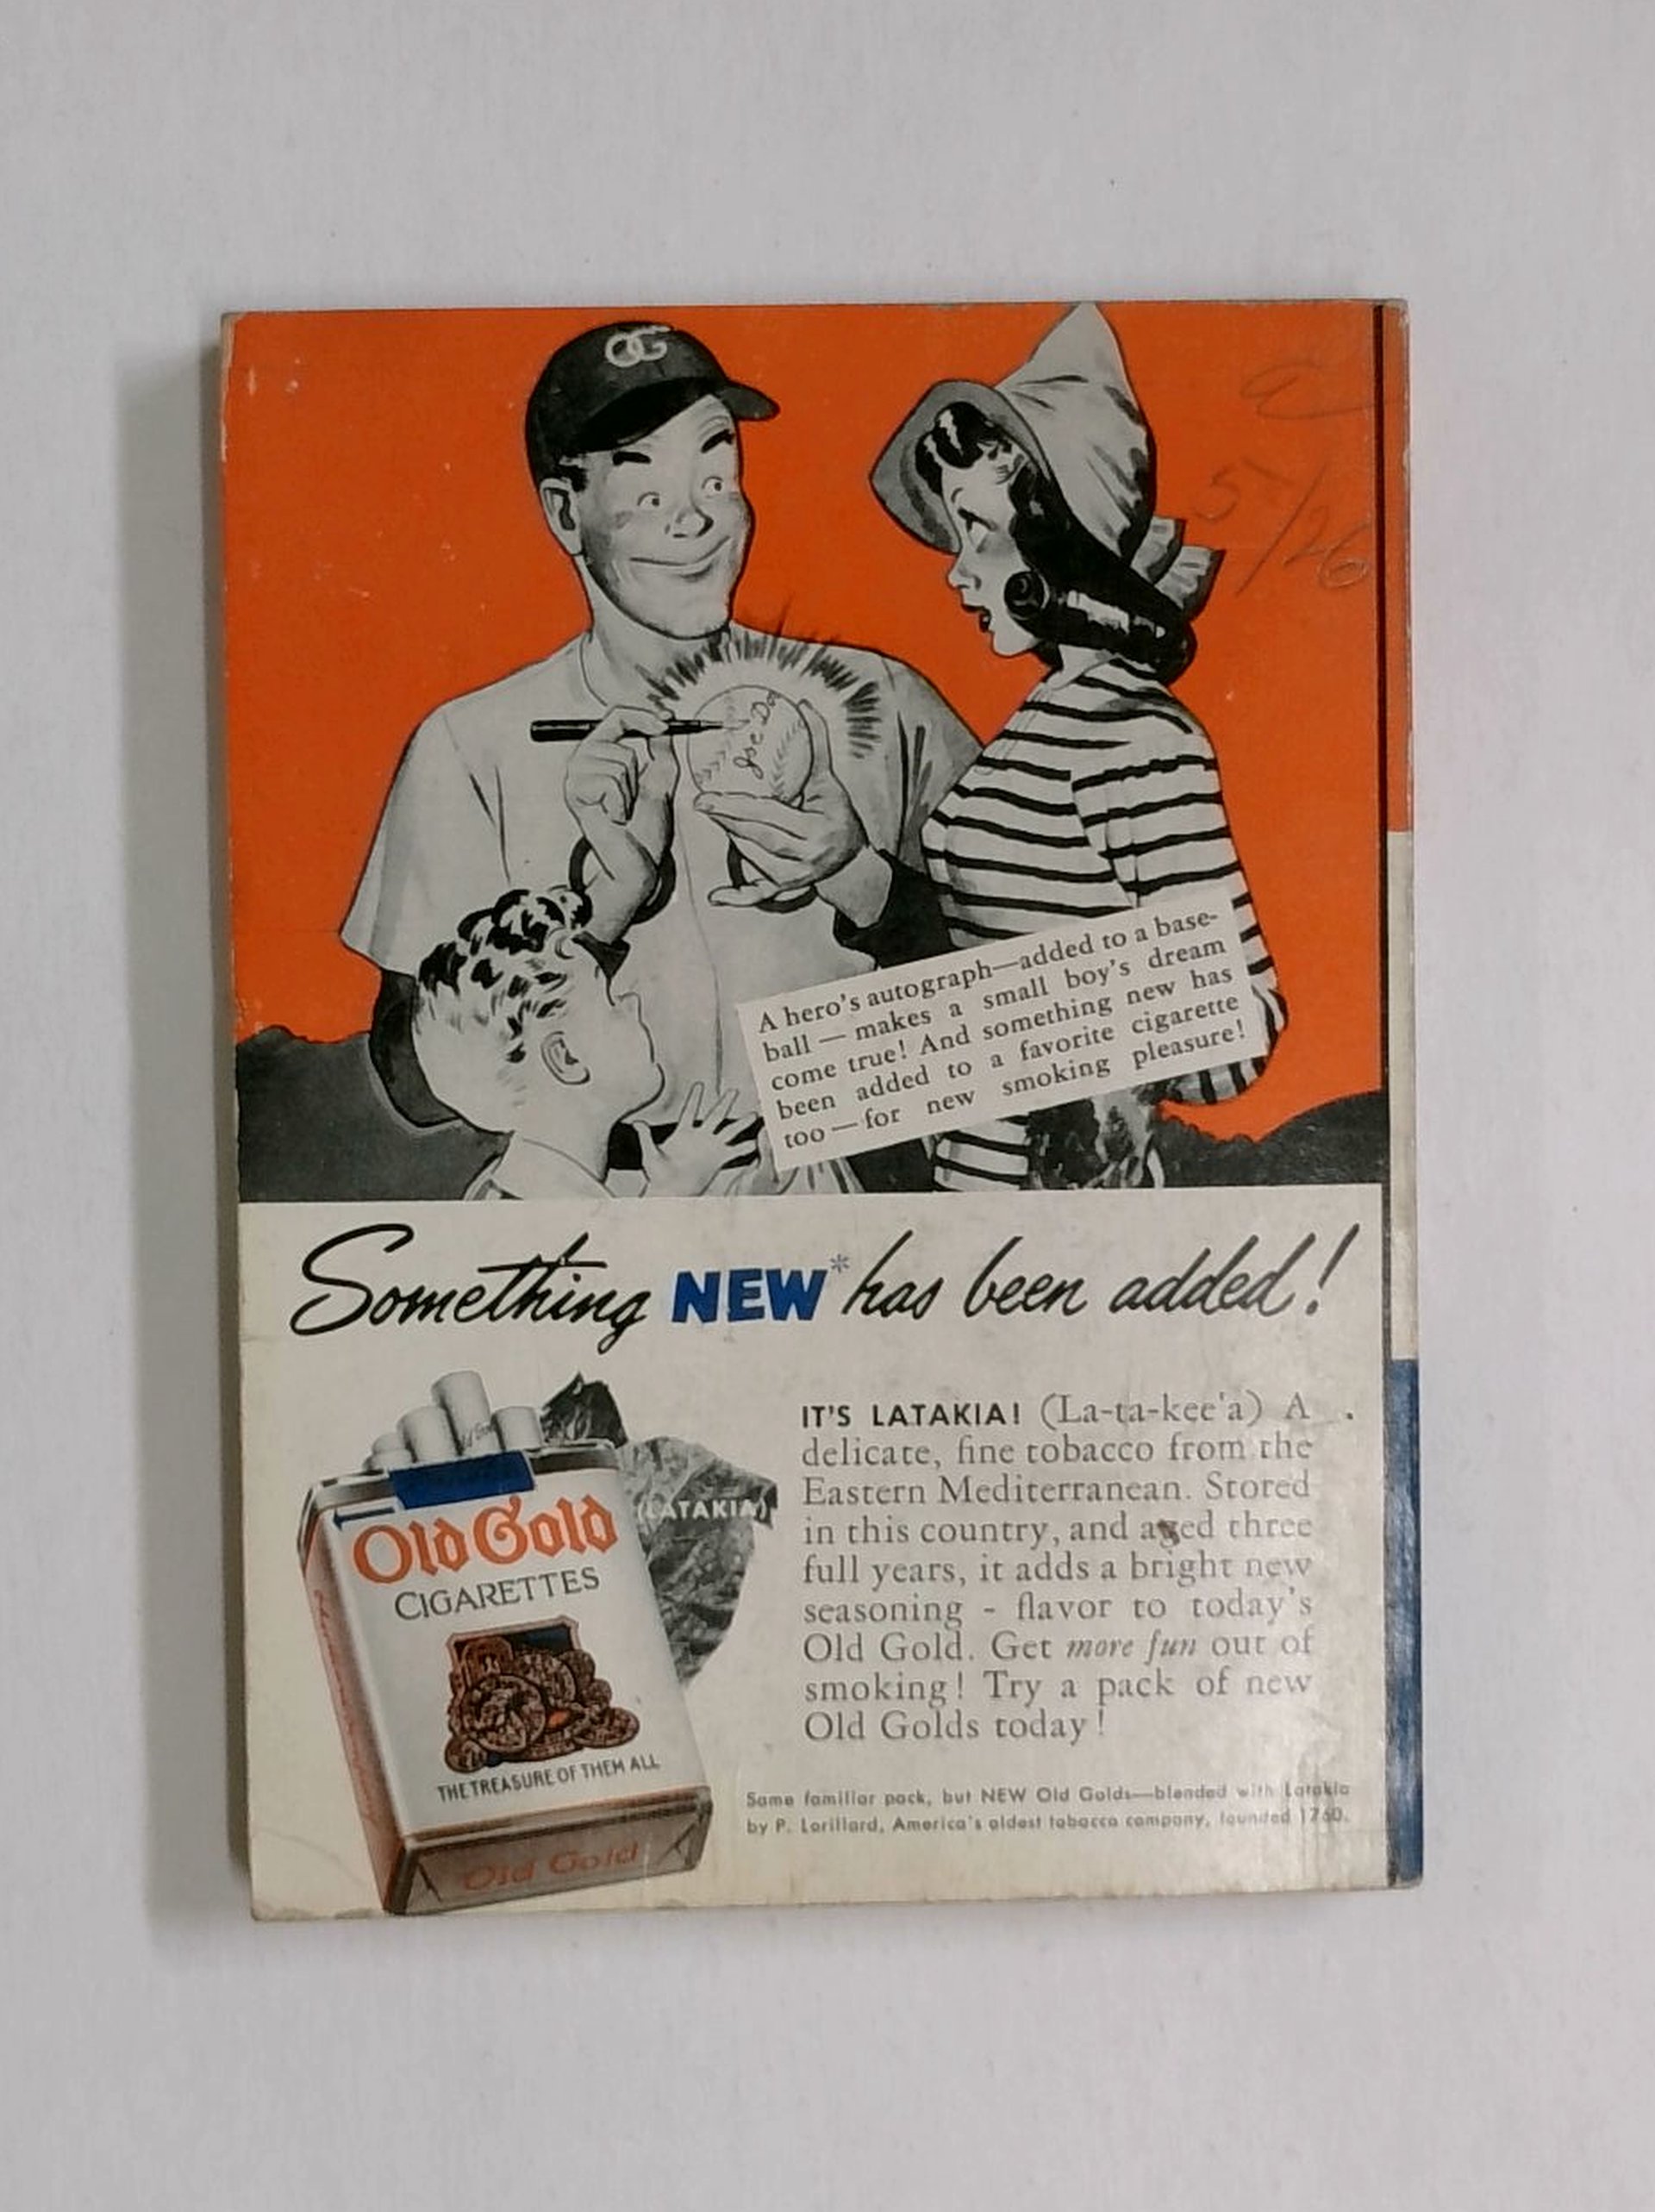 OG
5/26
Joe Do
A hero's autograph—added to a base-
ball — makes a small boy's dream
come true! And something new has
been added to a favorite cigarette
too — for new smoking pleasure!
Something NEW* has been added!
IT'S LATAKIA! (La-ta-kee'a) A
delicate, fine tobacco from the
Eastern Mediterranean. Stored
in this country, and aged three
full years, it adds a bright new
seasoning - flavor to today's
Old Gold. Get more fun out of
smoking! Try a pack of new
Old Golds today!
(LATAKIA)
Old Gold
CIGARETTES
THE TREASURE OF THEM ALL
Old Gold
Same familiar pack, but NEW Old Golds—blended with Latakia
by P. Lorillard, America's oldest tobacco company, founded 1760.